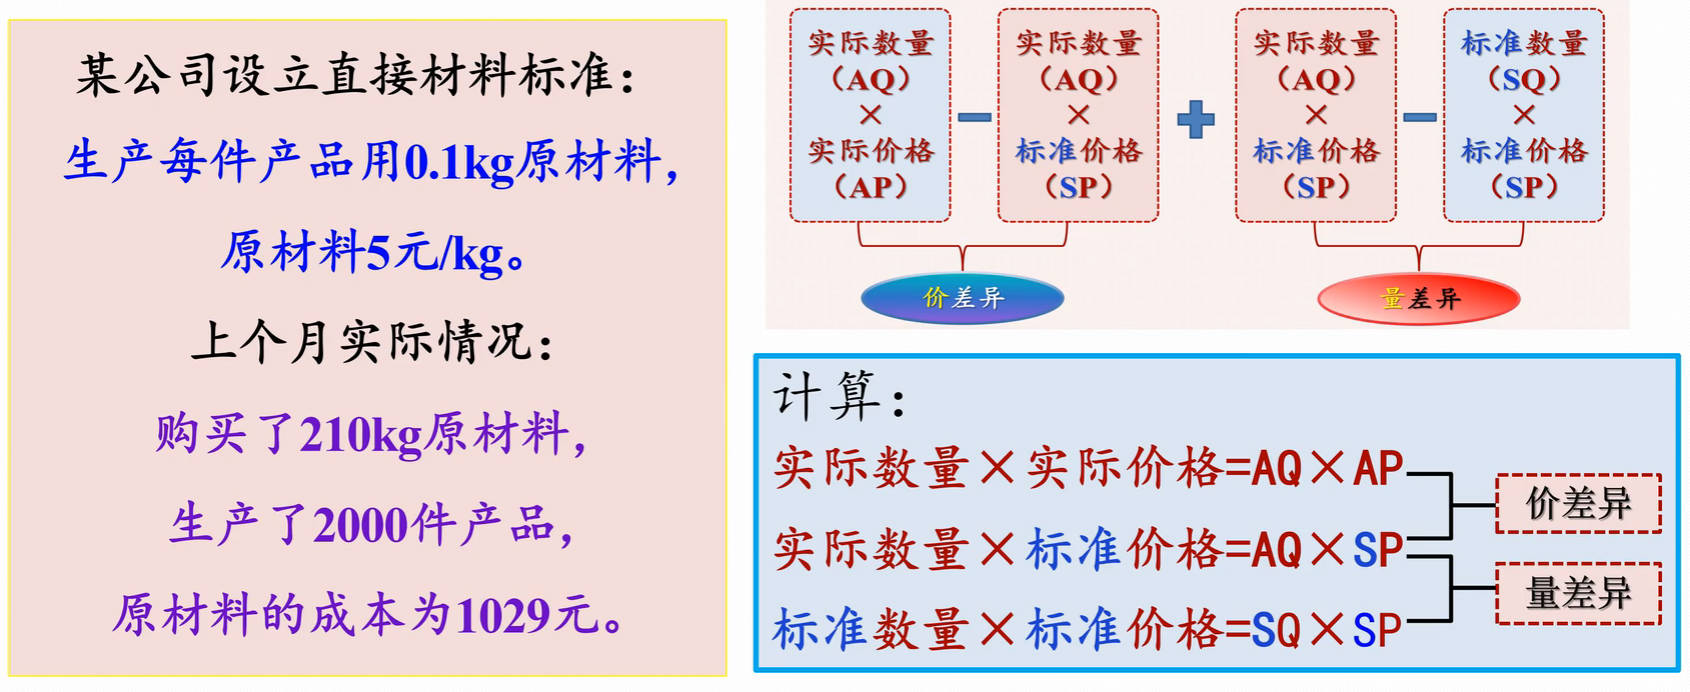 某公司设立直接材料标准：
生产每件产品用0.1kg原材料，
原材料5元/kg。
上个月实际情况：
购买了210kg原材料，
生产了2000件产品，
原材料的成本为1029元。
实际数量
（AQ）
×
实际价格
（AP）
实际数量
（AQ）
×
标准价格
（SP）
实际数量
（AQ）
×
标准价格
（SP）
标准数量
（SQ）
×
标准价格
（SP）
价差异
量差异
计算：
实际数量×实际价格=AQ×AP
实际数量×标准价格=AQ×SP
标准数量×标准价格=SQ×SP
价差异
量差异